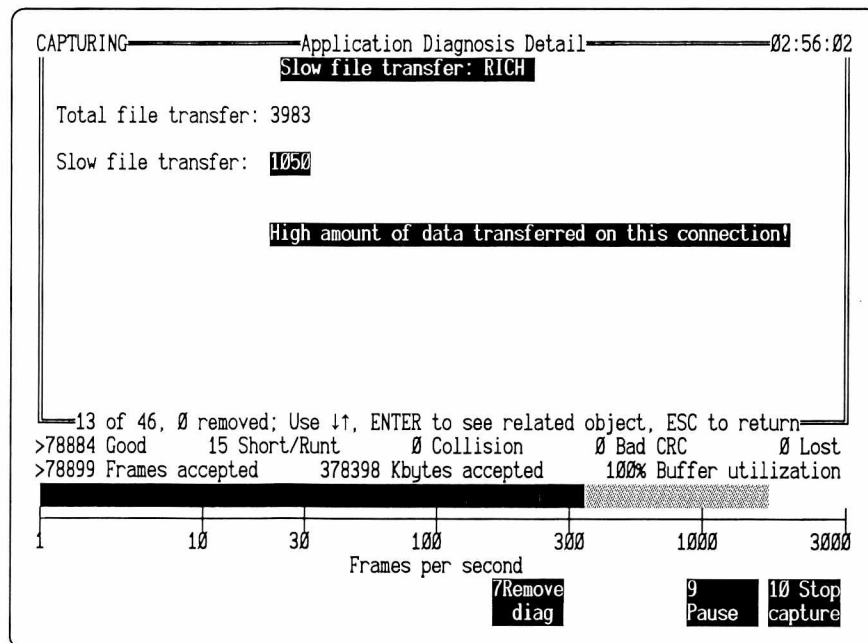 CAPTURING Application Diagnosis Detail 02:56:02
Slow file transfer: RICH
Total file transfer: 3983
Slow file transfer: 1050
High amount of data transferred on this connection!
13 of 46, 0 removed; Use ↓↑, ENTER to see related object, ESC to return
>78884 Good 15 Short/Runt 0 Collision 0 Bad CRC 0 Lost
>78899 Frames accepted 378398 Kbytes accepted 100% Buffer utilization
1 10 30 100 300 1000 3000
Frames per second
7Remove 9 10 Stop
diag Pause capture